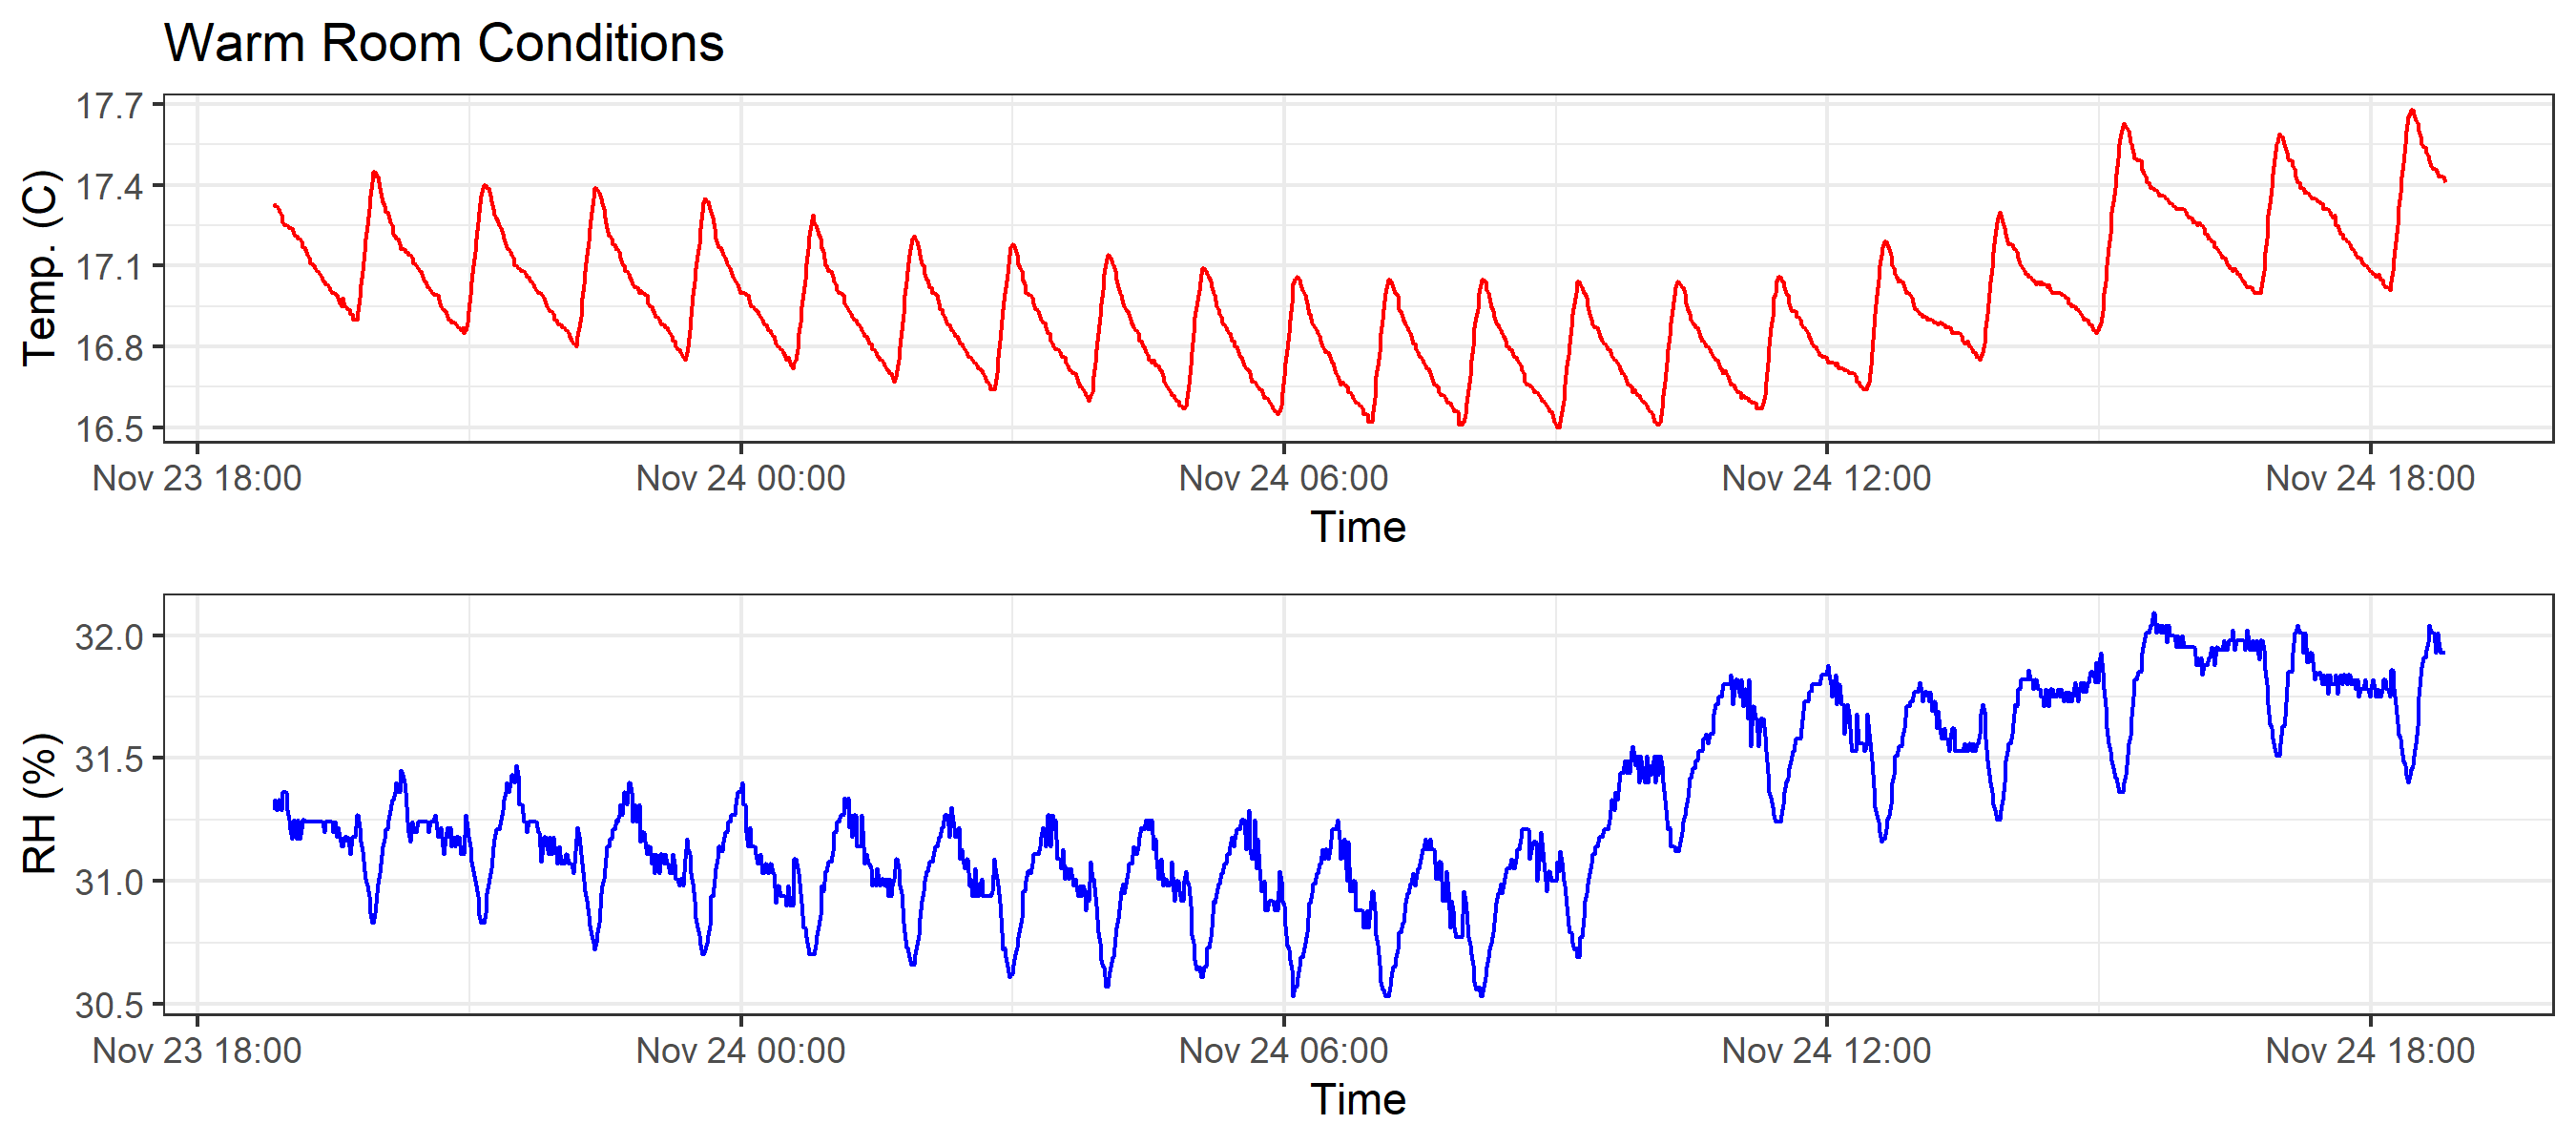 Warm Room Conditions
Temp. (C)
17.7
17.4
17.1
16.8
16.5
Nov 23 18:00 Nov 24 00:00 Nov 24 06:00 Nov 24 12:00 Nov 24 18:00
Time
RH (%)
32.0
31.5
31.0
30.5
Nov 23 18:00 Nov 24 00:00 Nov 24 06:00 Nov 24 12:00 Nov 24 18:00
Time